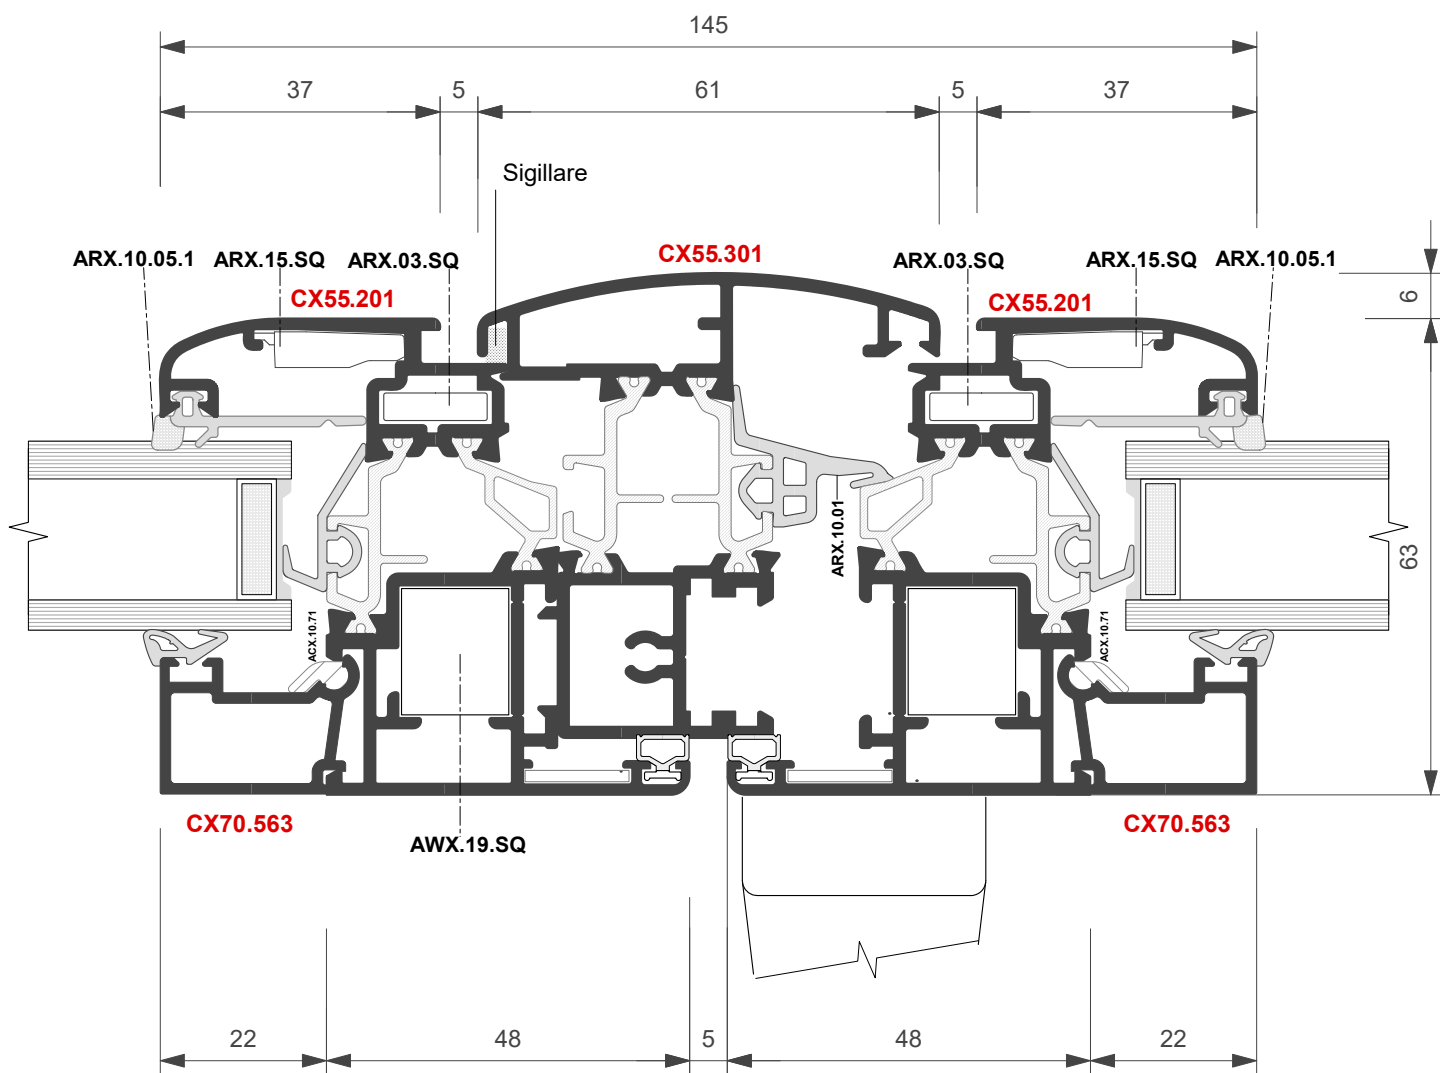 145
37 5 61 5 37
Sigillare
ARX.10.05.1 ARX.15.SQ ARX.03.SQ CX55.301 ARX.03.SQ ARX.15.SQ ARX.10.05.1
CX55.201 CX55.201
6
ARX.10.01
63
ACX.10.71 ACX.10.71
CX70.563 CX70.563
AWX.19.SQ
22 48 5 48 22